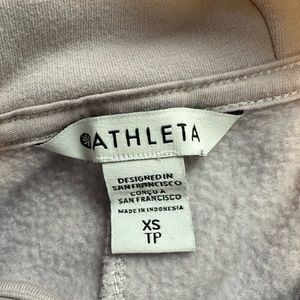 ATHLETA
DESIGNED IN
SAN FRANCISCO
CONÇU À
SAN FRANCISCO
MADE IN INDONESIA
XS
TP